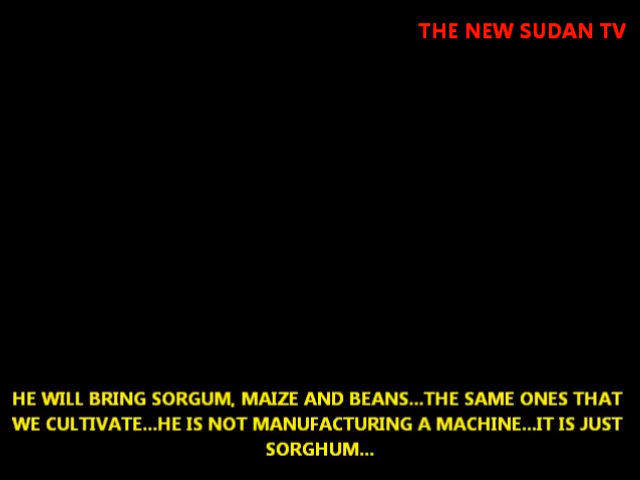 THE NEW SUDAN TV
HE WILL BRING SORGUM, MAIZE AND BEANS...THE SAME ONES THAT
WE CULTIVATE...HE IS NOT MANUFACTURING A MACHINE...IT IS JUST
SORGHUM...